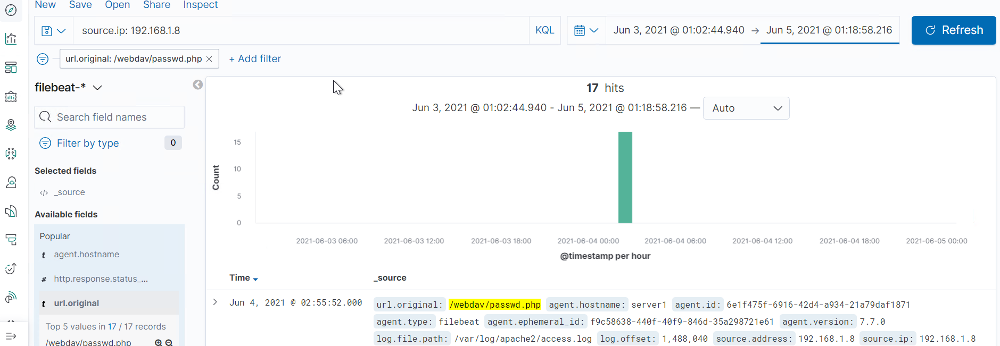 New Save Open Share Inspect
source.ip: 192.168.1.8 KQL Jun 3, 2021 @ 01:02:44.940 → Jun 5, 2021 @ 01:18:58.216 Refresh
url.original: /webdav/passwd.php × + Add filter
filebeat-*
17 hits
Jun 3, 2021 @ 01:02:44.940 - Jun 5, 2021 @ 01:18:58.216 — Auto
Search field names
Filter by type 0
Selected fields
</> _source
Available fields
Popular
t agent.hostname
# http.response.status_...
t url.original
Top 5 values in 17 / 17 records
/webdav/passwd.php
15
10
5
0
Count
2021-06-03 06:00 2021-06-03 12:00 2021-06-03 18:00 2021-06-04 00:00 2021-06-04 06:00 2021-06-04 12:00 2021-06-04 18:00 2021-06-05 00:00
@timestamp per hour
Time _source
Jun 4, 2021 @ 02:55:52.000 url.original: /webdav/passwd.php agent.hostname: server1 agent.id: 6e1f475f-6916-42d4-a934-21a79daf1871
agent.type: filebeat agent.ephemeral_id: f9c58638-440f-40f9-846d-35a298721e61 agent.version: 7.7.0
log.file.path: /var/log/apache2/access.log log.offset: 1,488,040 source.address: 192.168.1.8 source.ip: 192.168.1.8